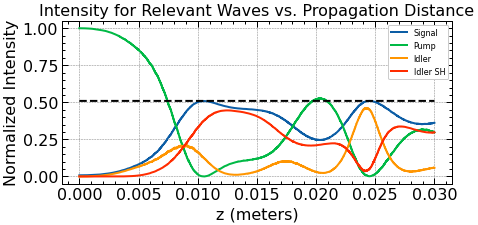 Intensity for Relevant Waves vs. Propagation Distance
Normalized Intensity
1.00
0.75
0.50
0.25
0.00
Signal
Pump
Idler
Idler SH
0.000 0.005 0.010 0.015 0.020 0.025 0.030
z (meters)